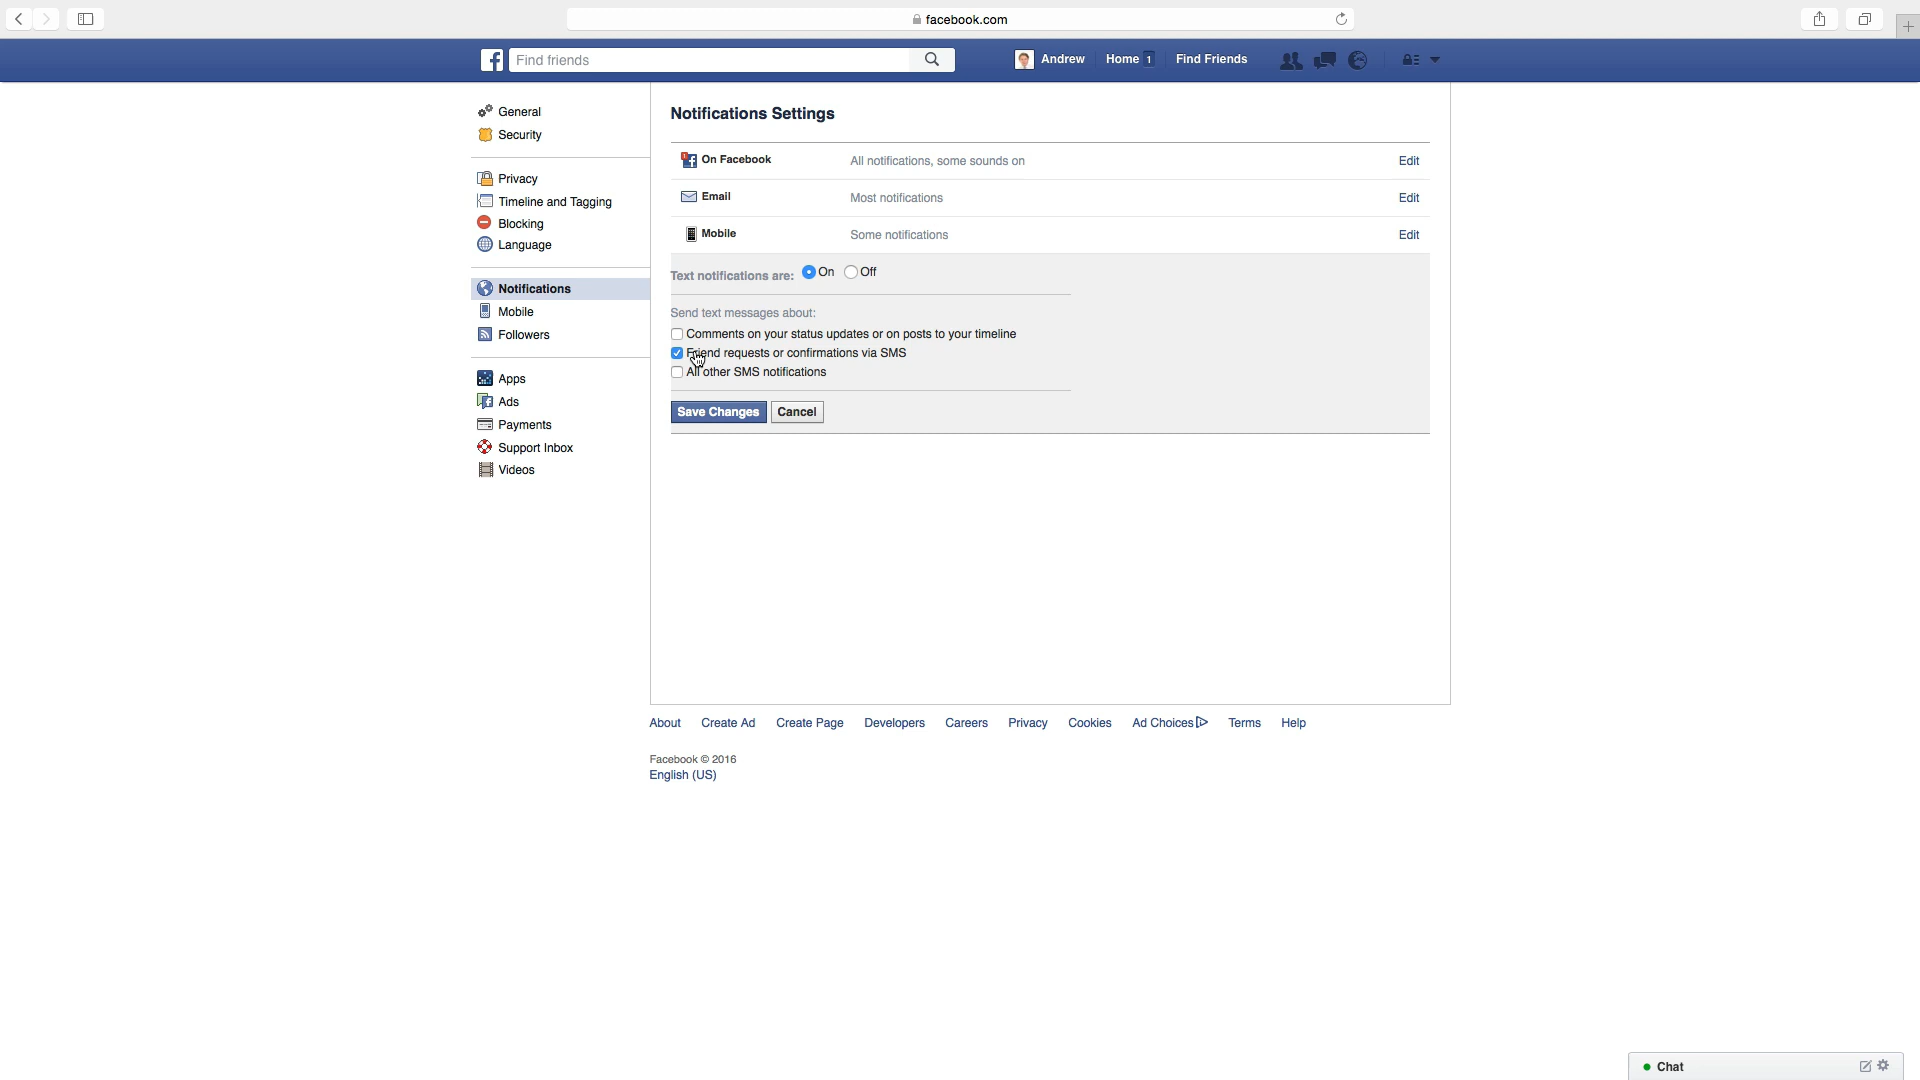 facebook.com
Find friends
Andrew
Home 1
Find Friends
General
Security
Privacy
Timeline and Tagging
Blocking
Language
Notifications
Mobile
Followers
Apps
Ads
Payments
Support Inbox
Videos
Notifications Settings
On Facebook All notifications, some sounds on Edit
Email Most notifications Edit
Mobile Some notifications Edit
Text notifications are: On Off
Send text messages about:
Comments on your status updates or on posts to your timeline
Friend requests or confirmations via SMS
All other SMS notifications
Save Changes Cancel
About Create Ad Create Page Developers Careers Privacy Cookies Ad Choices Terms Help
Facebook © 2016
English (US)
Chat